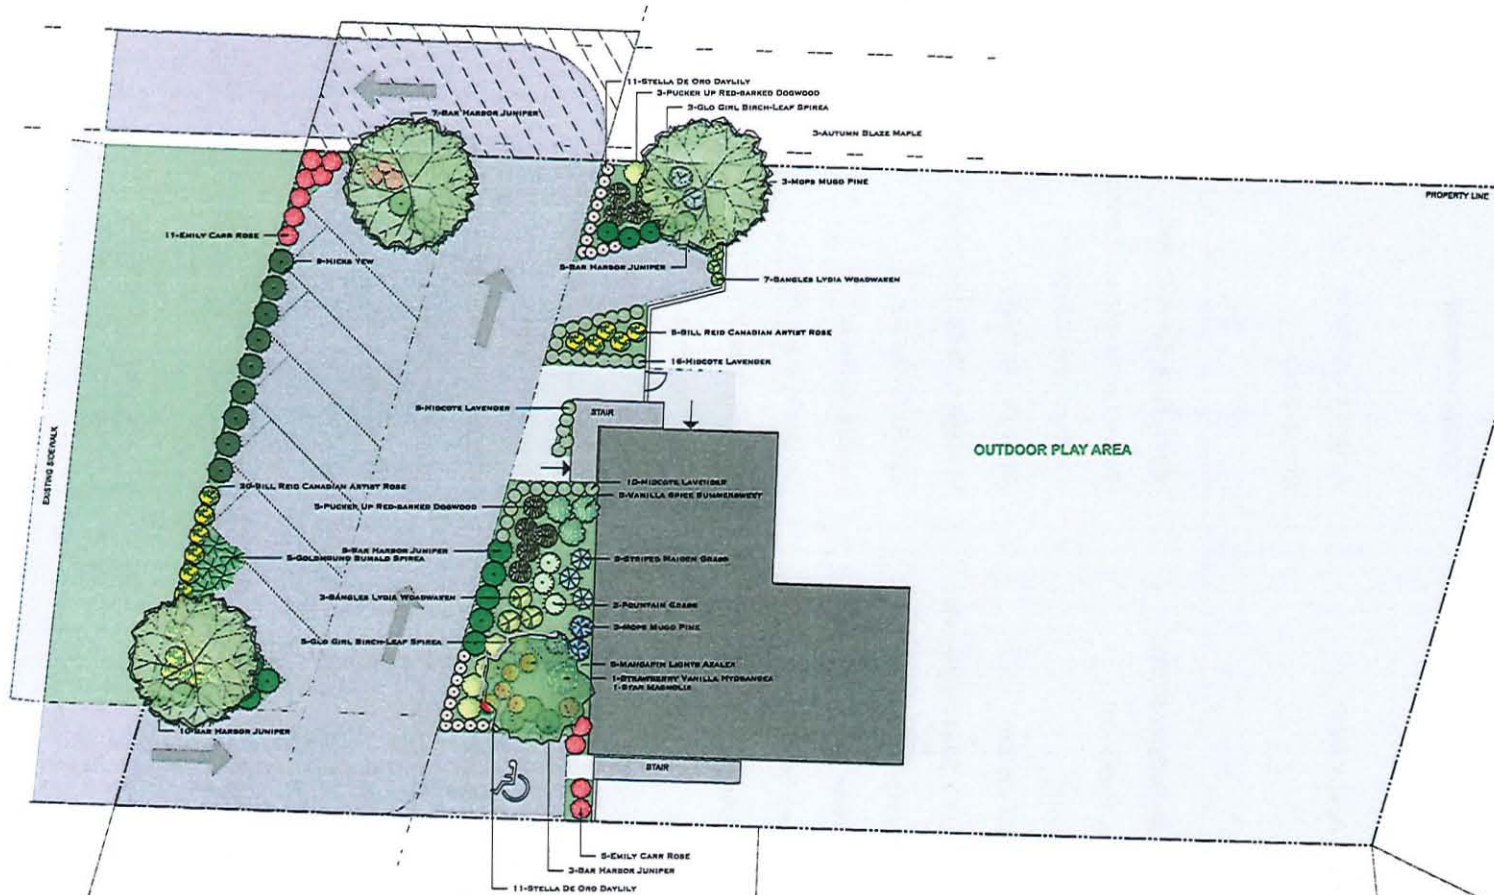 11-STELLA DE ORO DAYLILY
3-PUCKER UP RED-BARKED DOGWOOD
7-BAR HARBOR JUNIPER
3-GLO GIRL BIRCH-LEAF SPIREA
3-AUTUMN BLAZE MAPLE
3-MOPS MUGO PINE
PROPERTY LINE
11-EMILY CARR ROSE
9-HICKS YEW
5-BAR HARBOR JUNIPER
7-BANGLES LYDIA WOADWAXEN
5-BILL REID CANADIAN ARTIST ROSE
16-HIDCOTE LAVENDER
5-HIDCOTE LAVENDER
STAIR
OUTDOOR PLAY AREA
EXISTING SIDEWALK
10-HIDCOTE LAVENDER
20-BILL REID CANADIAN ARTIST ROSE
3-VANILLA SPICE SUMMERSWEET
5-PUCKER UP RED-BARKED DOGWOOD
5-BAR HARBOR JUNIPER
5-GOLDMOUND BUMALD SPIREA
3-STRIPED MAIDEN GRASS
3-BANGLES LYDIA WOADWAXEN
3-FOUNTAIN GRASS
3-MOPS MUGO PINE
5-GLO GIRL BIRCH-LEAF SPIREA
MANDARIN LIGHTS AZALEA
1-STRAWBERRY VANILLA HYDRANGEA
1-STAR MAGNOLIA
10-BAR HARBOR JUNIPER
STAIR
5-EMILY CARR ROSE
3-BAR HARBOR JUNIPER
11-STELLA DE ORO DAYLILY